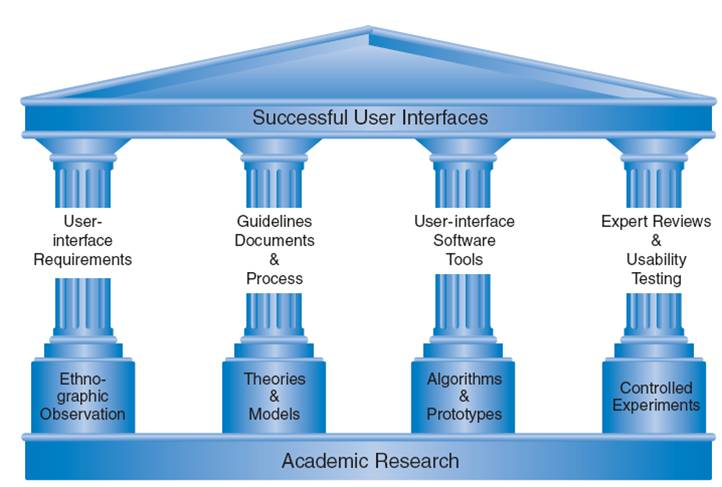 Successful User Interfaces
User-
interface
Requirements
Guidelines
Documents
&
Process
User-interface
Software
Tools
Expert Reviews
&
Usability
Testing
Ethno-
graphic
Observation
Theories
&
Models
Algorithms
&
Prototypes
Controlled
Experiments
Academic Research